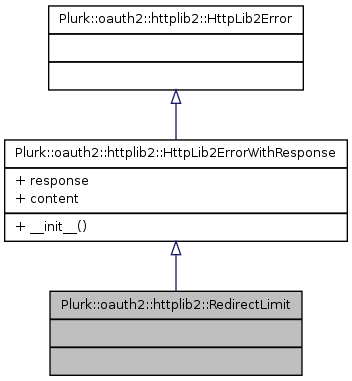 Plurk::oauth2::httplib2::HttpLib2Error
Plurk::oauth2::httplib2::HttpLib2ErrorWithResponse
+ response
+ content
+ __init__()
Plurk::oauth2::httplib2::RedirectLimit